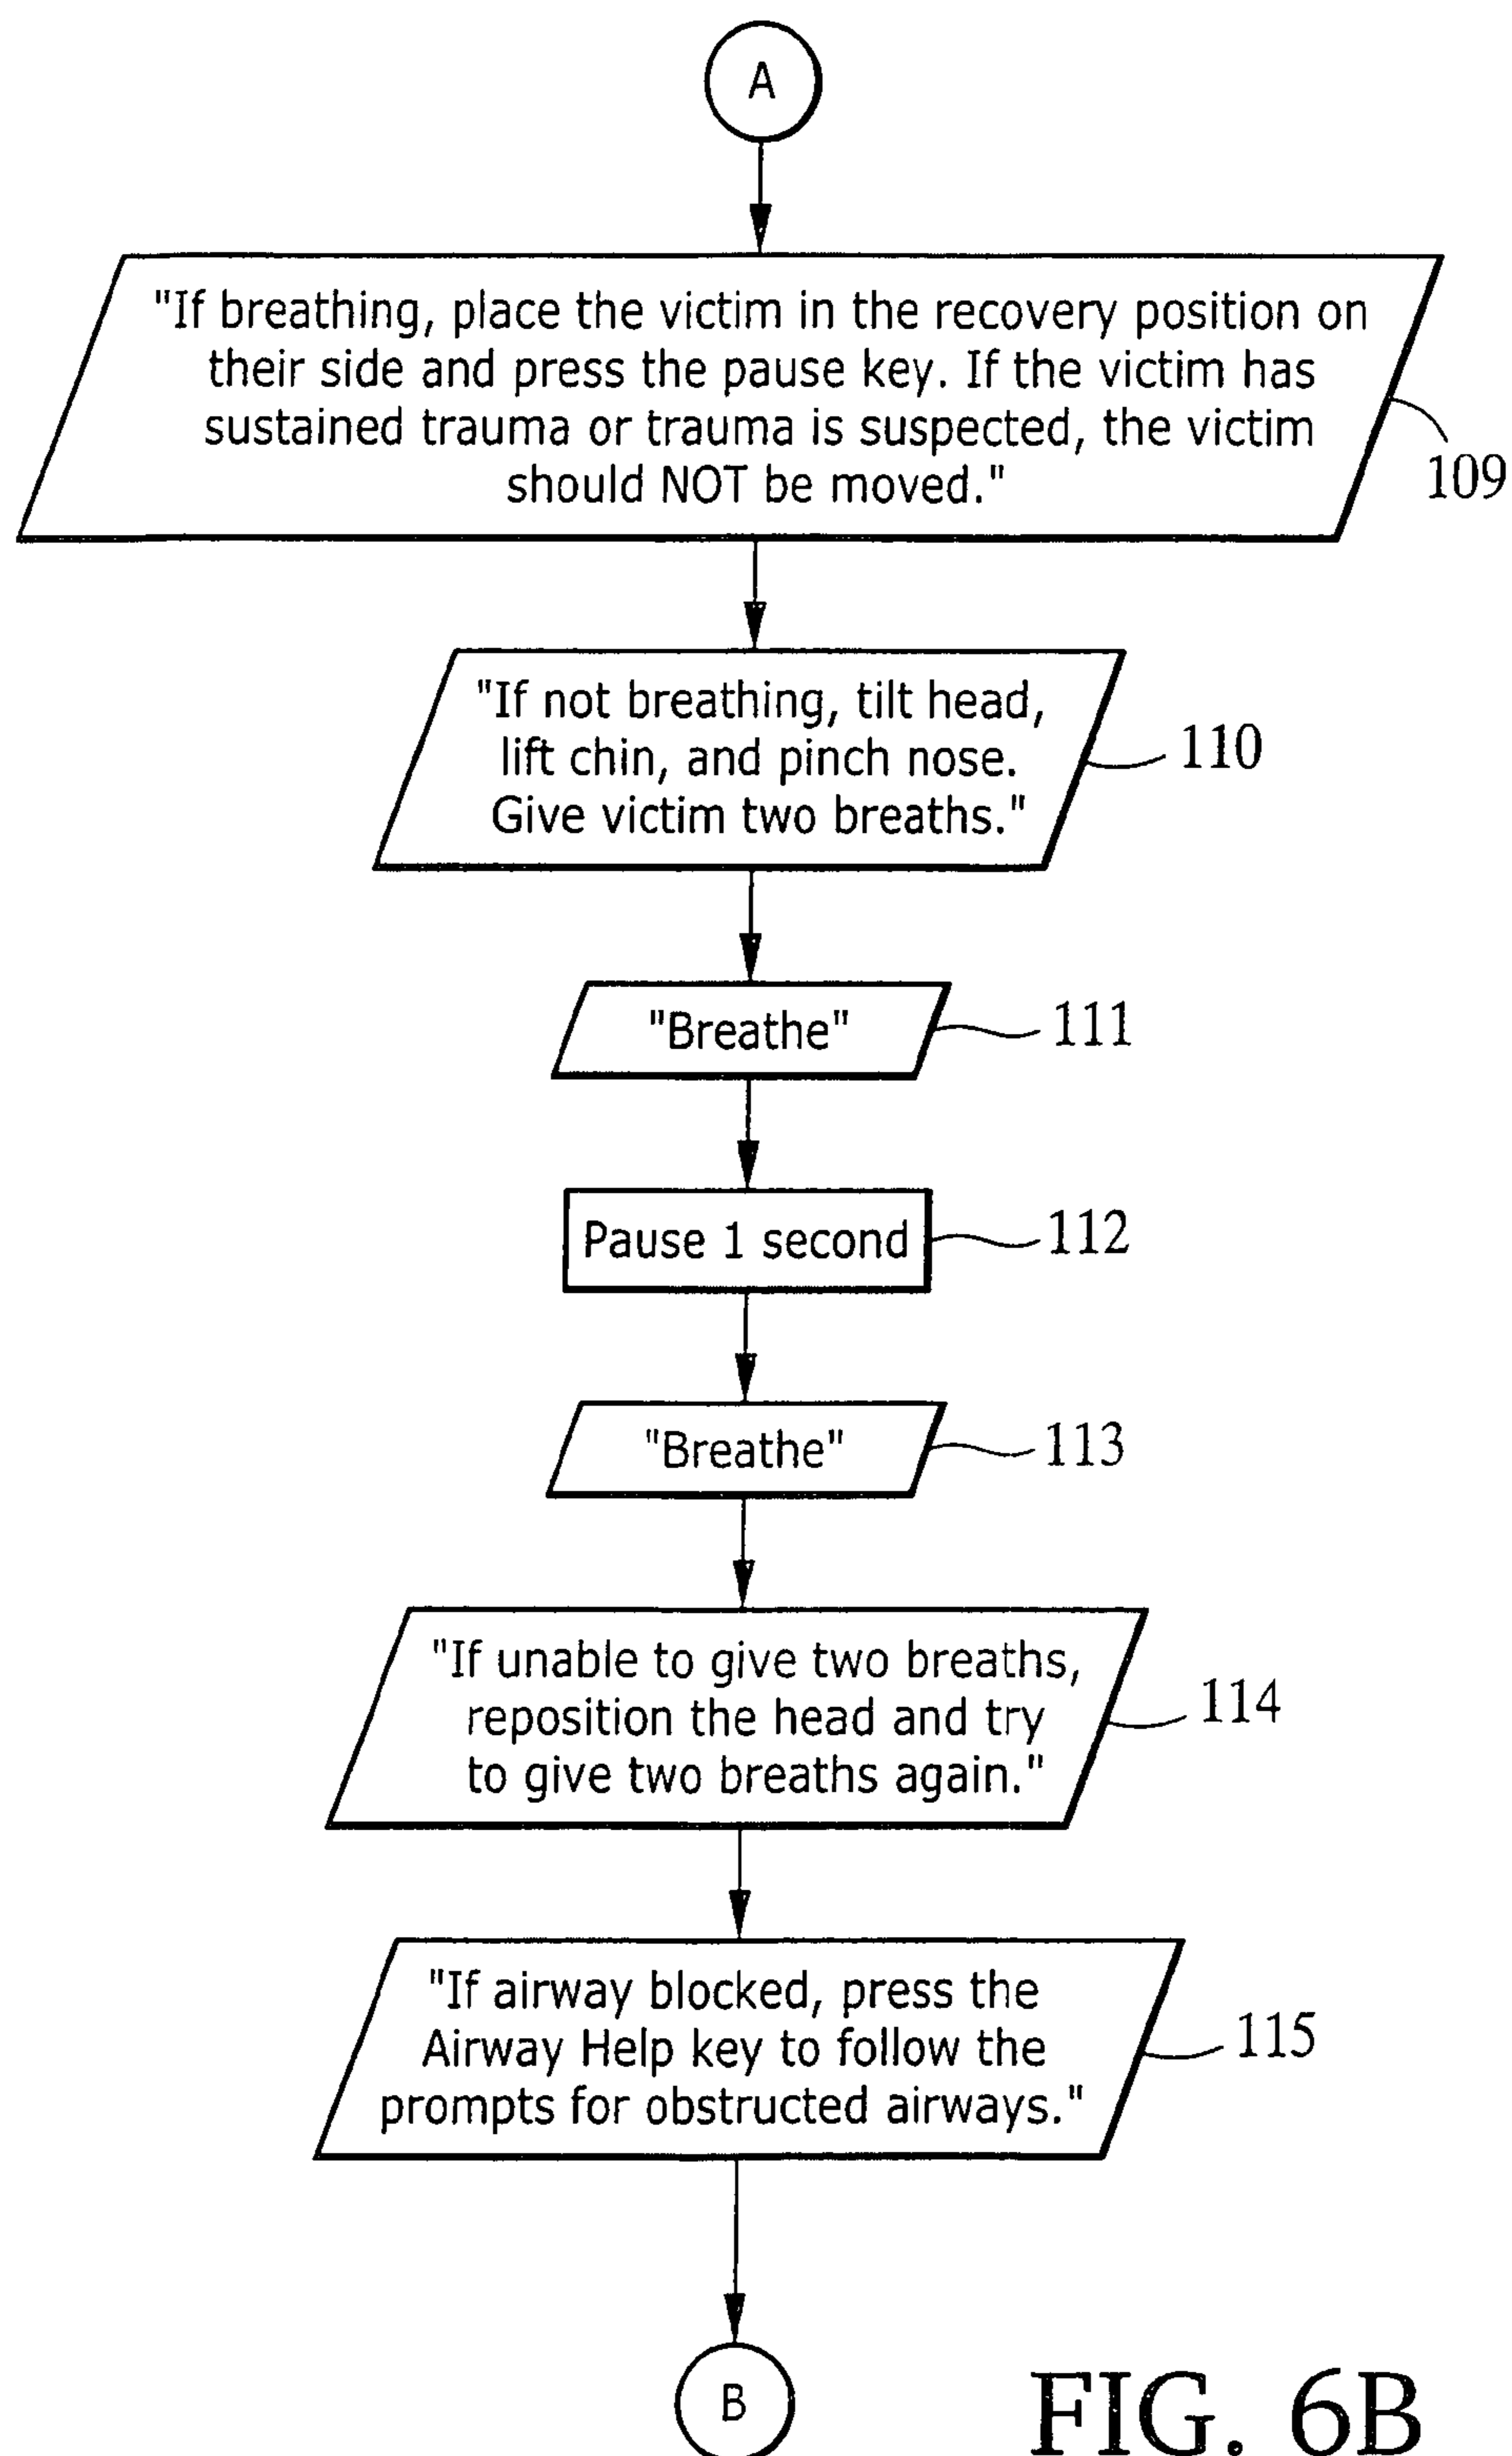 A
"If breathing, place the victim in the recovery position on
their side and press the pause key. If the victim has
sustained trauma or trauma is suspected, the victim
should NOT be moved."
109
"If not breathing, tilt head,
lift chin, and pinch nose.
Give victim two breaths."
110
"Breathe"
111
Pause 1 second
112
"Breathe"
113
"If unable to give two breaths,
reposition the head and try
to give two breaths again."
114
"If airway blocked, press the
Airway Help key to follow the
prompts for obstructed airways."
115
B
FIG. 6B